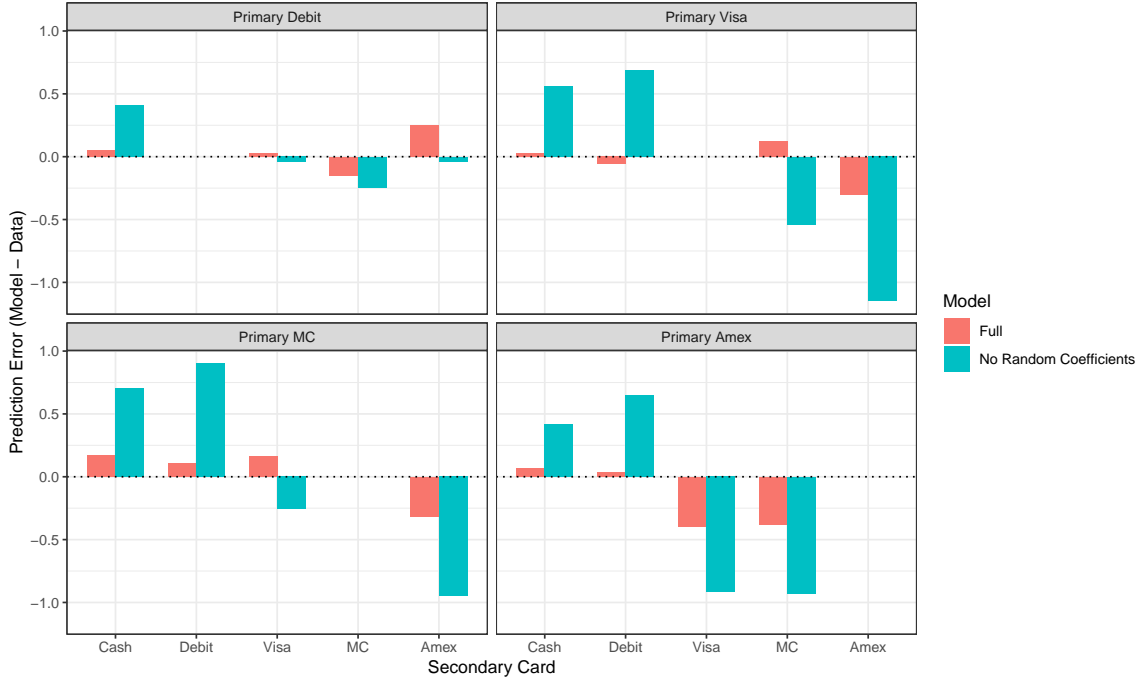 Primary Debit
Primary Visa
1.0
0.5
0.0
−0.5
−1.0
Primary MC
Primary Amex
1.0
0.5
0.0
−0.5
−1.0
Cash Debit Visa MC Amex
Cash Debit Visa MC Amex
Secondary Card
Prediction Error (Model − Data)
Model
Full
No Random Coefficients